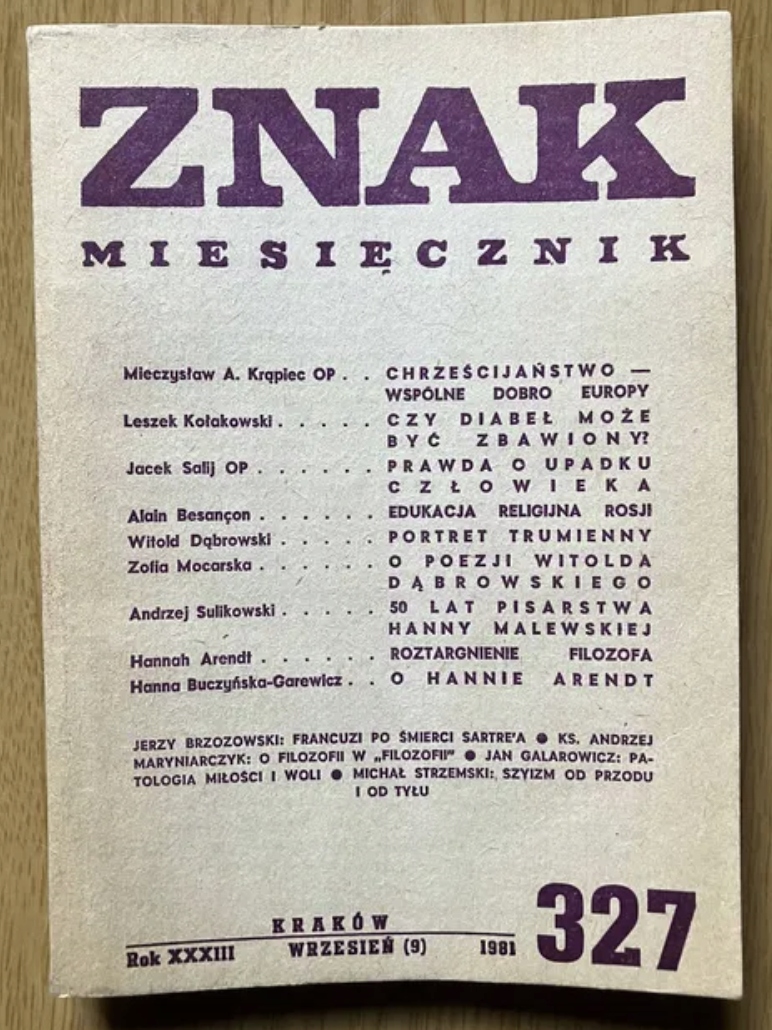 ZNAK
MIESIĘCZNIK
Mieczysław A. Krąpiec OP . . CHRZEŚCIJAŃSTWO —
WSPÓLNE DOBRO EUROPY
Leszek Kołakowski . . . . . CZY DIABEŁ MOŻE
BYĆ ZBAWIONY?
Jacek Salij OP . . . . . . PRAWDA O UPADKU
CZŁOWIEKA
Alain Besançon . . . . . . EDUKACJA RELIGIJNA ROSJI
Witold Dąbrowski . . . . . PORTRET TRUMIENNY
Zofia Mocarska . . . . . . O POEZJI WITOLDA
DĄBROWSKIEGO
Andrzej Sulikowski . . . . . 50 LAT PISARSTWA
HANNY MALEWSKIEJ
Hannah Arendt . . . . . . ROZTARGNIENIE FILOZOFA
Hanna Buczyńska-Garewicz . . O HANNIE ARENDT
JERZY BRZOZOWSKI: FRANCUZI PO ŚMIERCI SARTRE'A ● KS. ANDRZEJ
MARYNIARCZYK: O FILOZOFII W „FILOZOFII" ● JAN GALAROWICZ: PA-
TOLOGIA MIŁOŚCI I WOLI ● MICHAŁ STRZEMSKI: SZYIZM OD PRZODU
I OD TYŁU
KRAKÓW
Rok XXXIII WRZESIEŃ (9) 1981
327